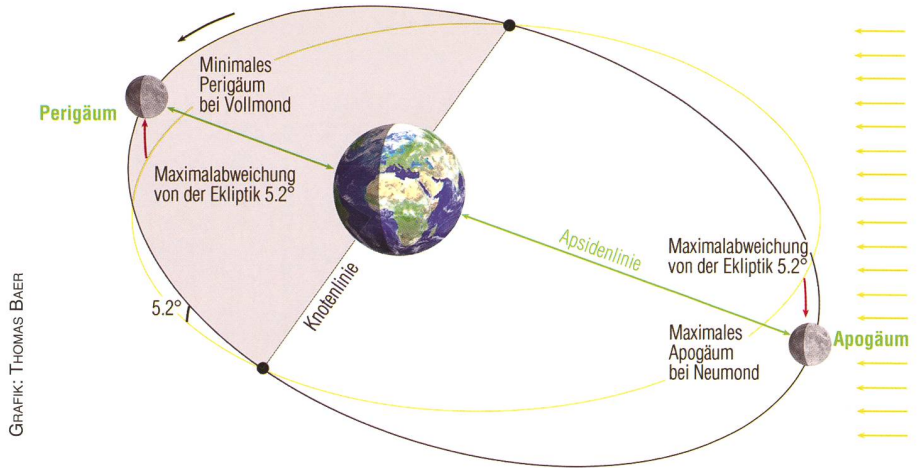 Minimales
Perigäum
bei Vollmond
Perigäum
Maximalabweichung
von der Ekliptik 5.2°
Apsidenlinie
Maximalabweichung
von der Ekliptik 5.2°
Knotenlinie
5.2°
Maximales
Apogäum
bei Neumond
Apogäum
GRAFIK: THOMAS BAER